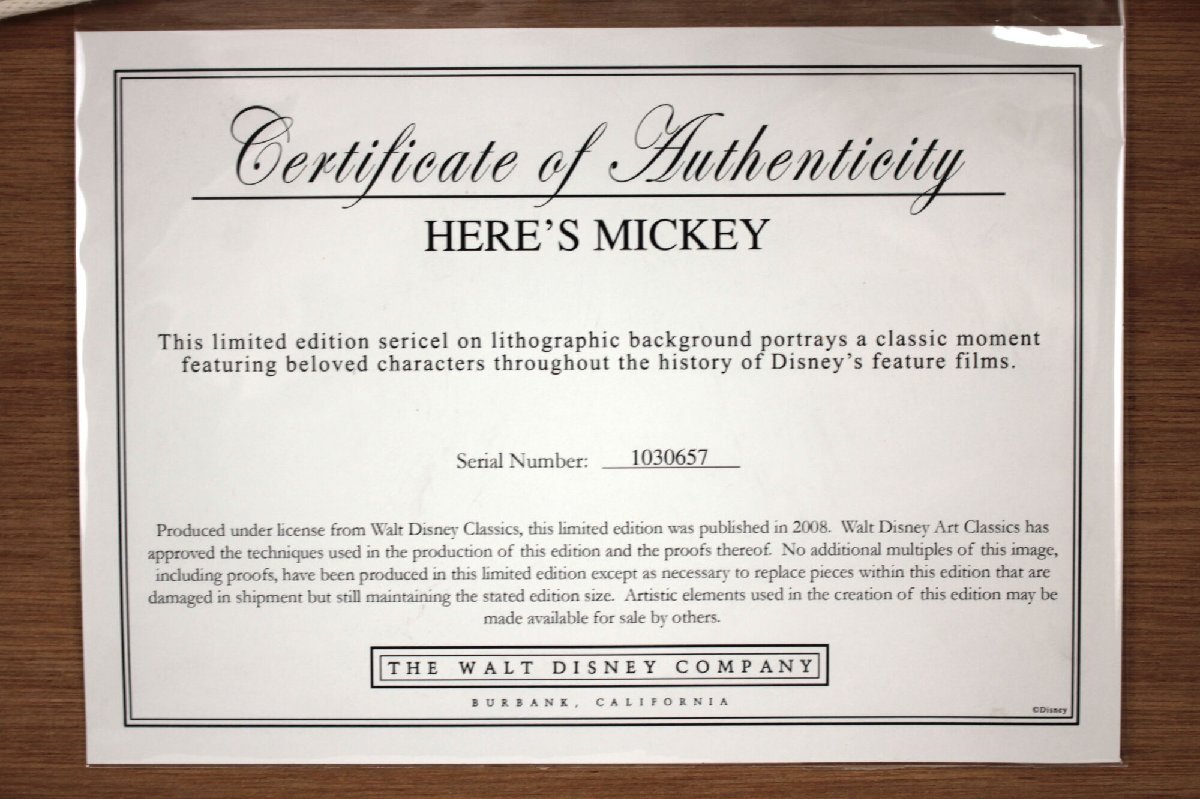 Certificate of Authenticity
HERE'S MICKEY
This limited edition sericel on lithographic background portrays a classic moment
featuring beloved characters throughout the history of Disney's feature films.
Serial Number: 1030657
Produced under license from Walt Disney Classics, this limited edition was published in 2008. Walt Disney Art Classics has
approved the techniques used in the production of this edition and the proofs thereof. No additional multiples of this image,
including proofs, have been produced in this limited edition except as necessary to replace pieces within this edition that are
damaged in shipment but still maintaining the stated edition size. Artistic elements used in the creation of this edition may be
made available for sale by others.
THE WALT DISNEY COMPANY
BURBANK, CALIFORNIA
©Disney